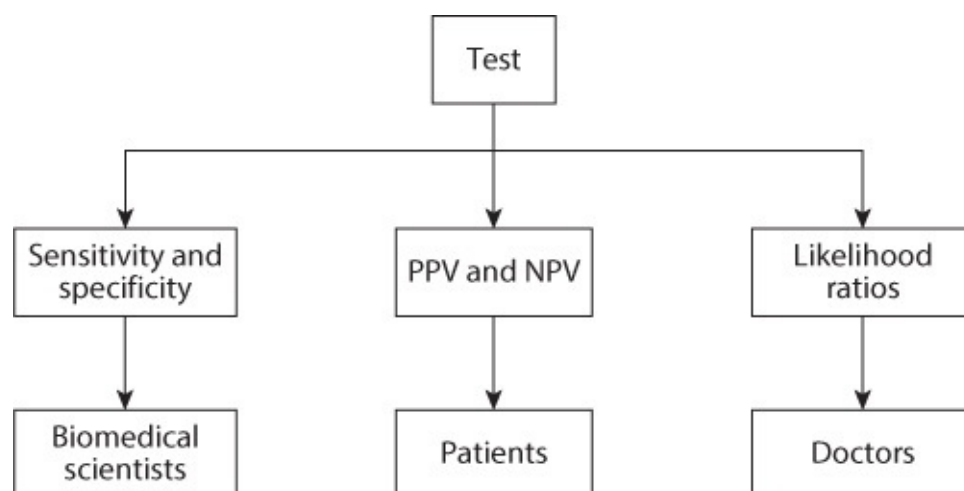 Test
Sensitivity and
specificity
PPV and NPV
Likelihood
ratios
Biomedical
scientists
Patients
Doctors